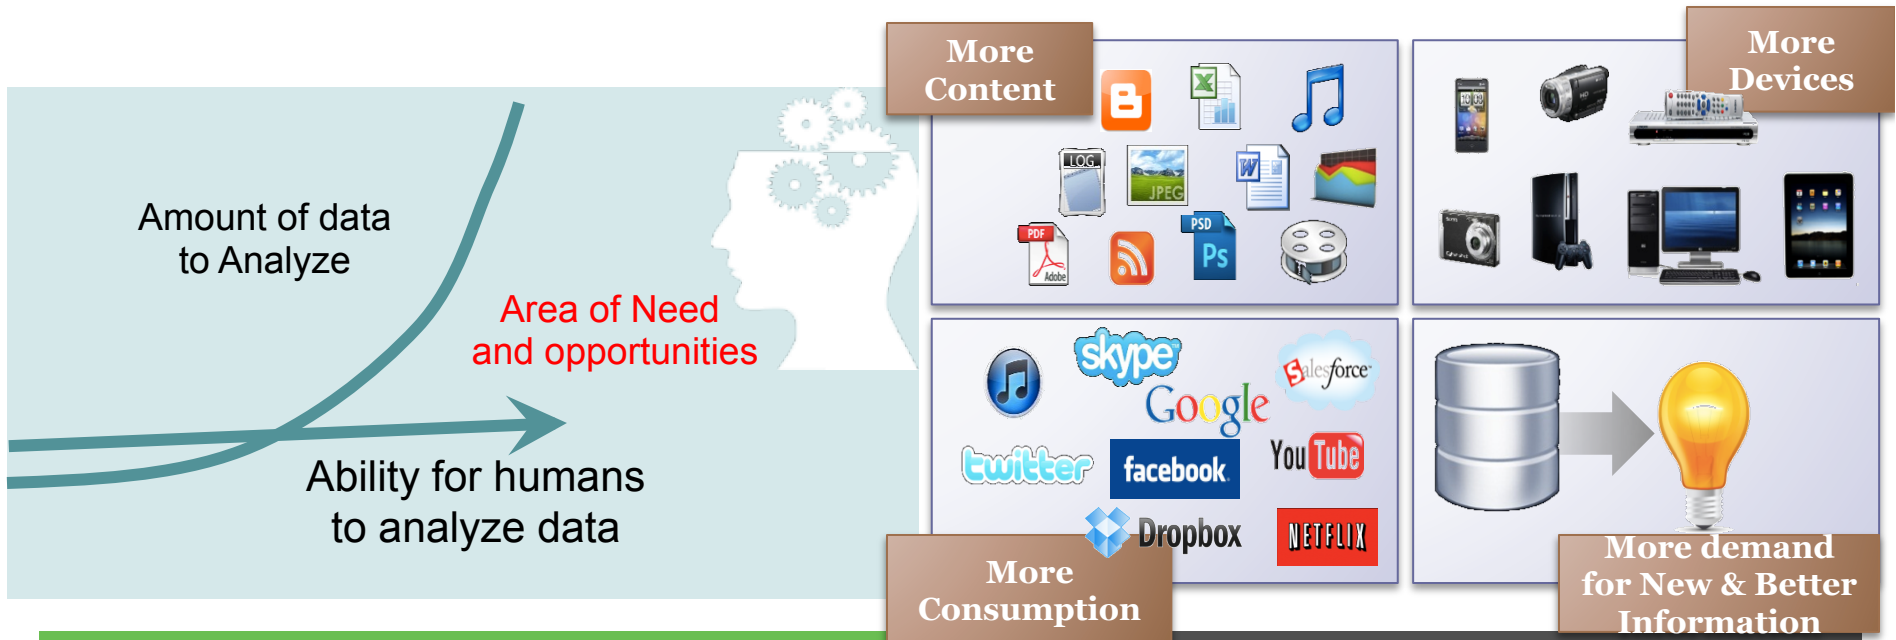 Amount of data
to Analyze
Area of Need
and opportunities
Ability for humans
to analyze data
More
Content
LOG
JPEG
W
PDF
Adobe
PSD
Ps
More
Devices
skype
salesforce
Google
twitter
facebook.
You Tube
Dropbox
NETFLIX
More
Consumption
More demand
for New & Better
Information